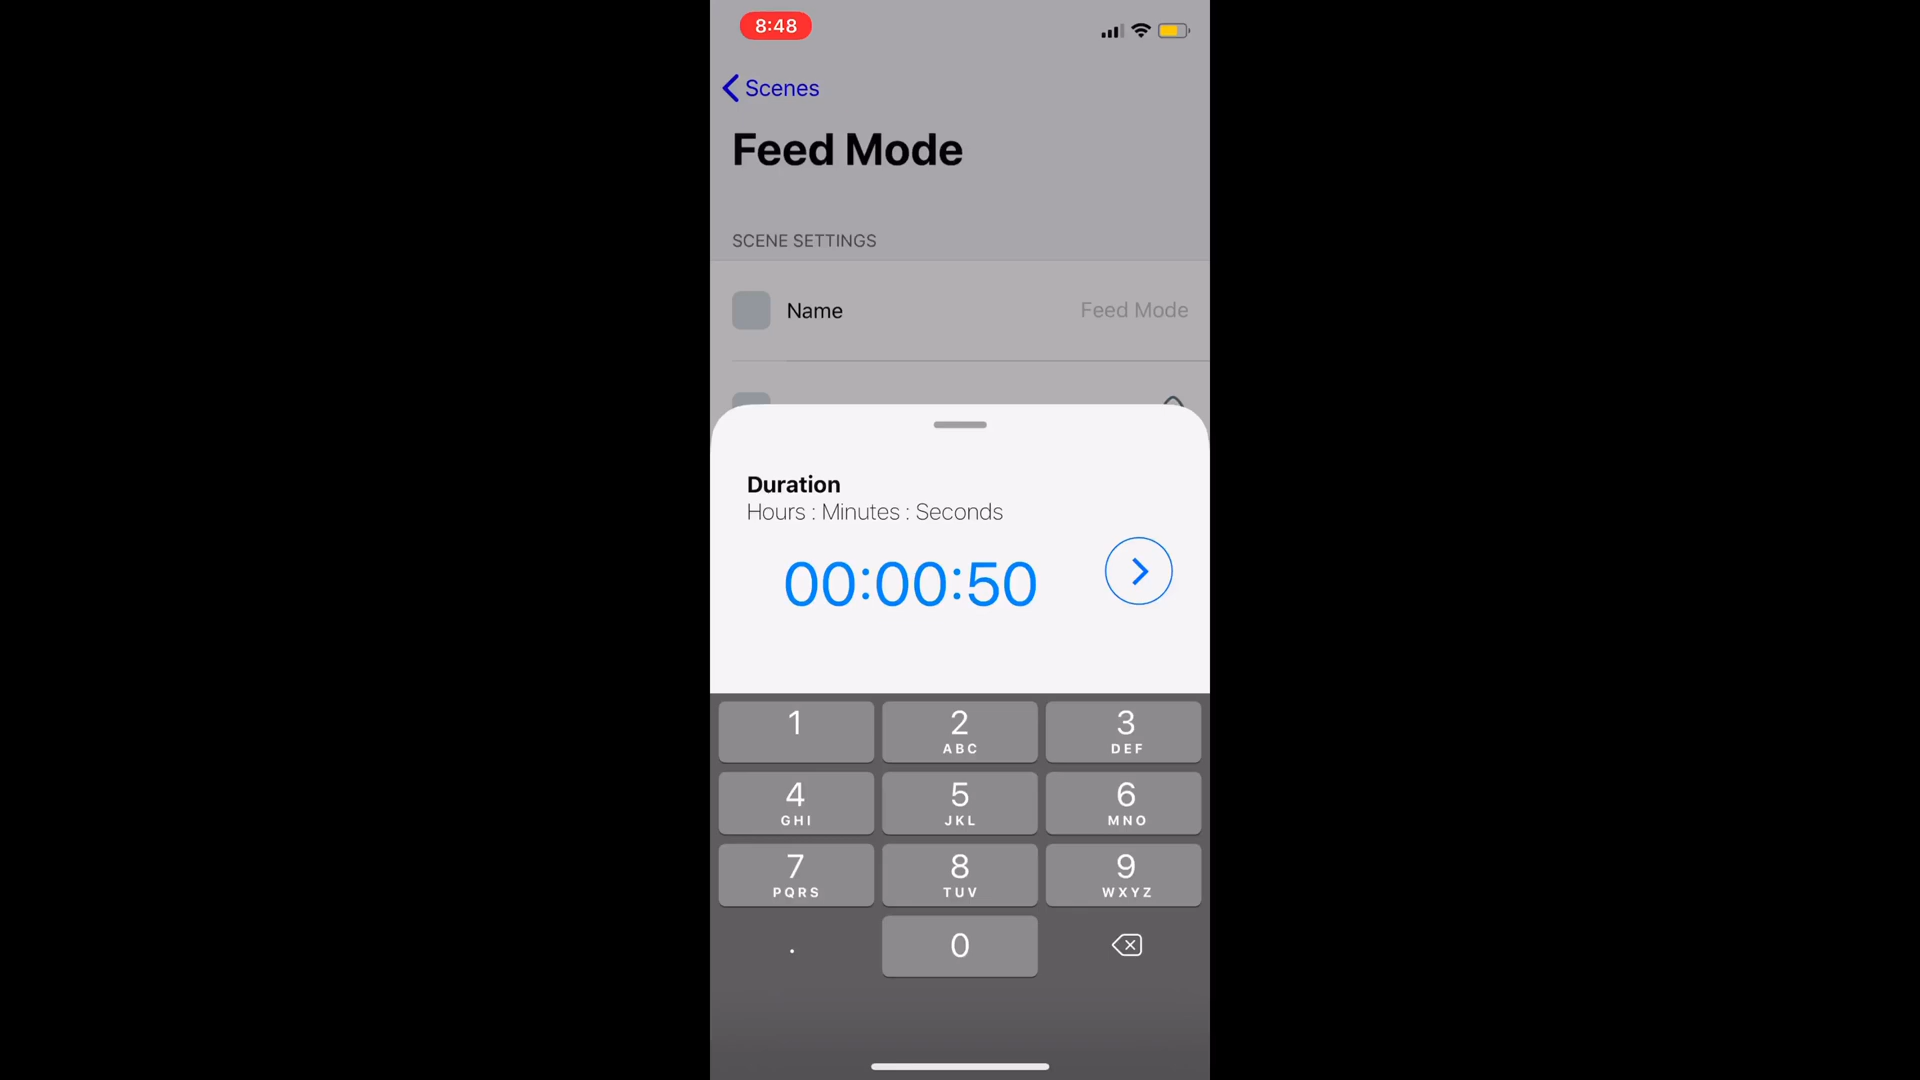 8:48
Scenes
Feed Mode
SCENE SETTINGS
Name Feed Mode
Duration
Hours : Minutes : Seconds
00:00:50
1 2 3
ABC DEF
4 5 6
GHI JKL MNO
7 8 9
PQRS TUV WXYZ
. 0